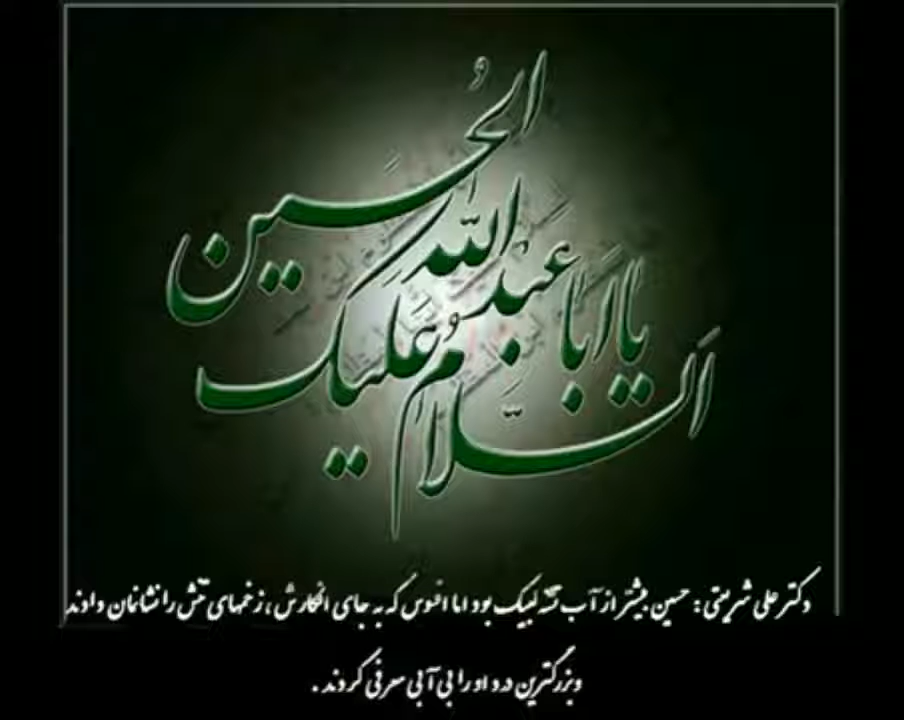 السلام علیک
یا ابا عبدالله
الحسین
دکتر علی شریعتی : حسین بیشتر از آب تشنه لبیک بود اما افسوس که به جای افکارش ، زخمهای تنش را نشانمان دادند
وبزرگترین درد او را بی آبی معرفی کردند .